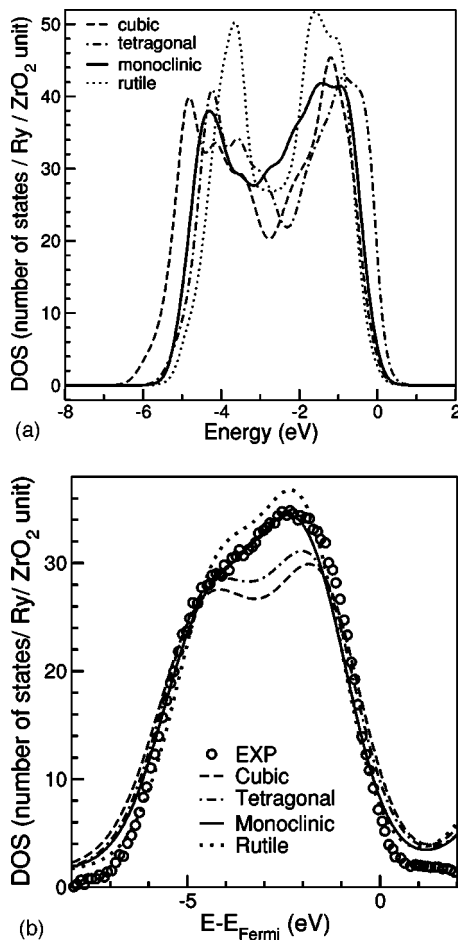 cubic
tetragonal
monoclinic
rutile
DOS (number of states / Ry / ZrO2 unit)
50
40
30
20
10
0
-8 -6 -4 -2 0 2
Energy (eV)
(a)
DOS (number of states/ Ry/ ZrO2 unit)
30
20
10
0
EXP
Cubic
Tetragonal
Monoclinic
Rutile
-5 0
E-EFermi (eV)
(b)